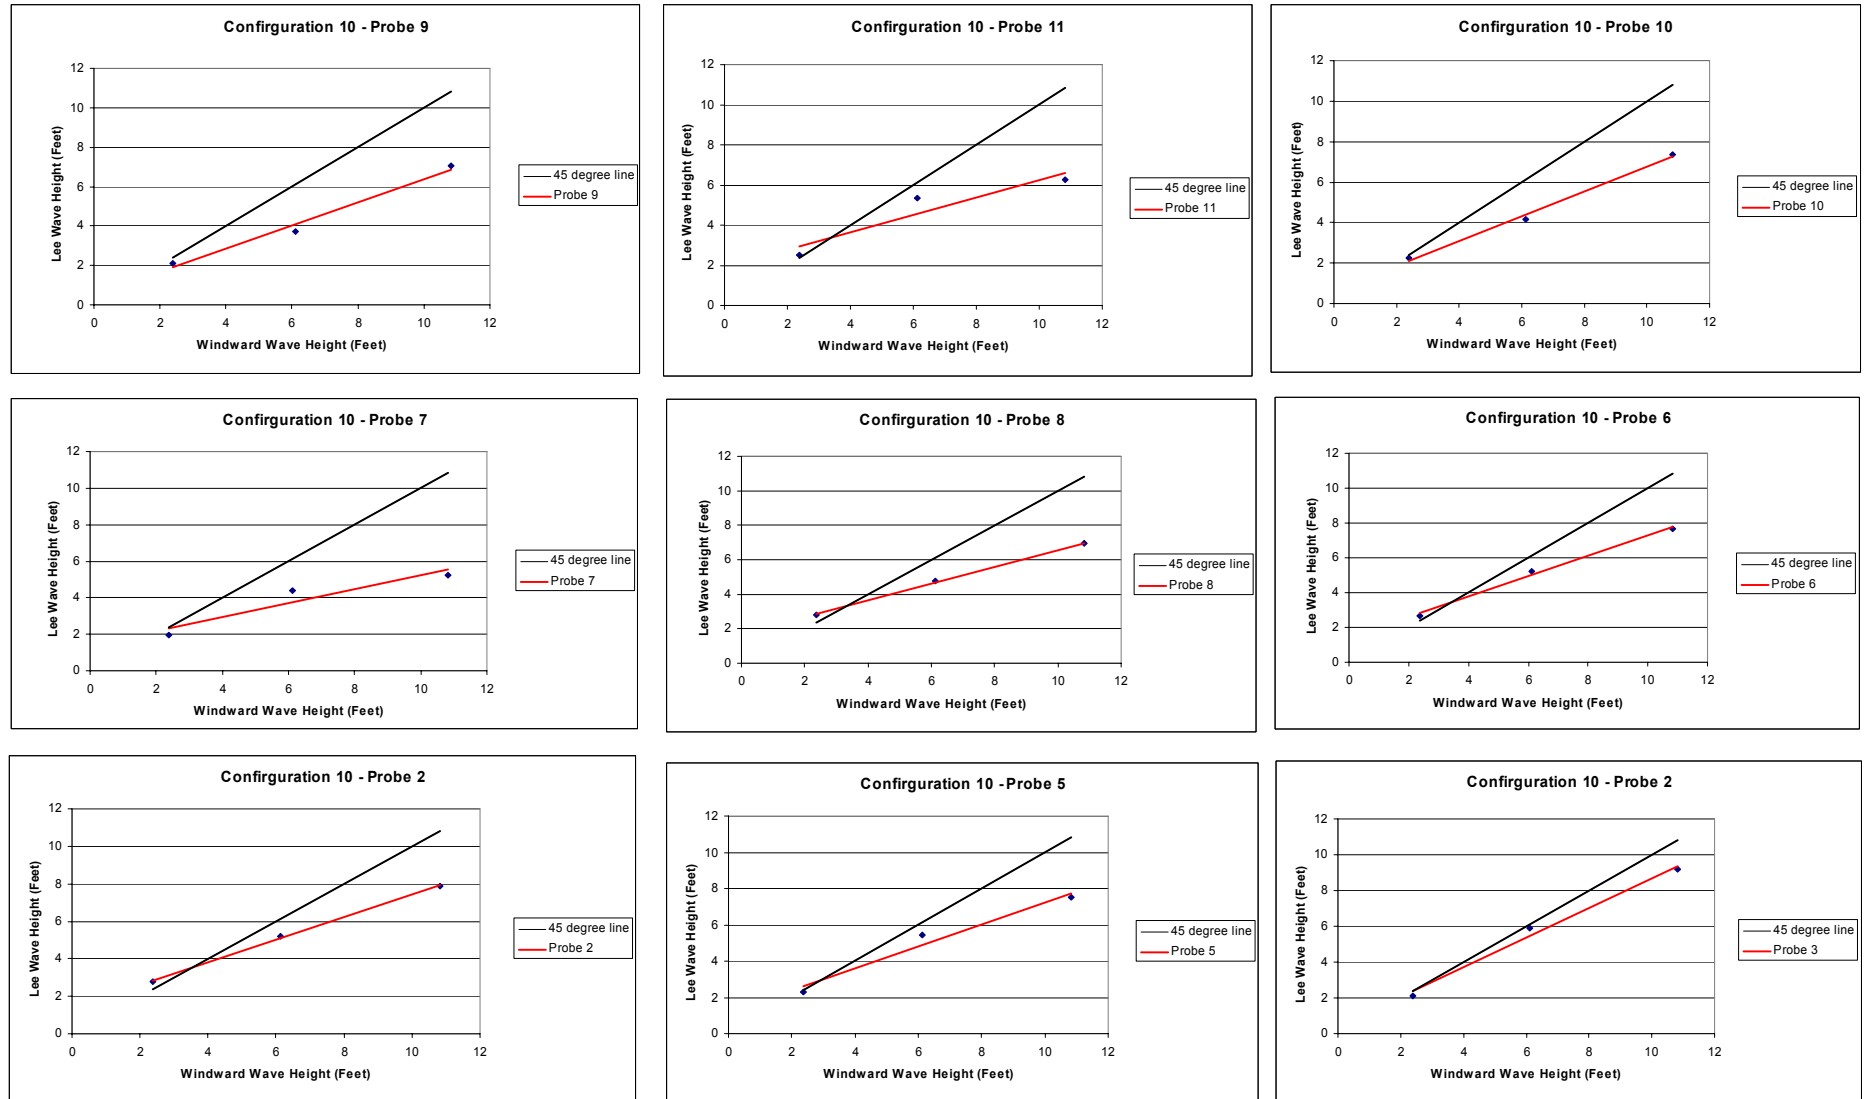 Confirguration 10 - Probe 9
12
10
8
6
4
2
0
Lee Wave Height (Feet)
0 2 4 6 8 10 12
Windward Wave Height (Feet)
45 degree line
Probe 9
Confirguration 10 - Probe 11
12
10
8
6
4
2
0
Lee Wave Height (Feet)
0 2 4 6 8 10 12
Windward Wave Height (Feet)
45 degree line
Probe 11
Confirguration 10 - Probe 10
12
10
8
6
4
2
0
Lee Wave Height (Feet)
0 2 4 6 8 10 12
Windward Wave Height (Feet)
45 degree line
Probe 10
Confirguration 10 - Probe 7
12
10
8
6
4
2
0
Lee Wave Height (Feet)
0 2 4 6 8 10 12
Windward Wave Height (Feet)
45 degree line
Probe 7
Confirguration 10 - Probe 8
12
10
8
6
4
2
0
Lee Wave Height (Feet)
0 2 4 6 8 10 12
Windward Wave Height (Feet)
45 degree line
Probe 8
Confirguration 10 - Probe 6
12
10
8
6
4
2
0
Lee Wave Height (Feet)
0 2 4 6 8 10 12
Windward Wave Height (Feet)
45 degree line
Probe 6
Confirguration 10 - Probe 2
12
10
8
6
4
2
0
Lee Wave Height (Feet)
0 2 4 6 8 10 12
Windward Wave Height (Feet)
45 degree line
Probe 2
Confirguration 10 - Probe 5
12
10
8
6
4
2
0
Lee Wave Height (Feet)
0 2 4 6 8 10 12
Windward Wave Height (Feet)
45 degree line
Probe 5
Confirguration 10 - Probe 2
12
10
8
6
4
2
0
Lee Wave Height (Feet)
0 2 4 6 8 10 12
Windward Wave Height (Feet)
45 degree line
Probe 3